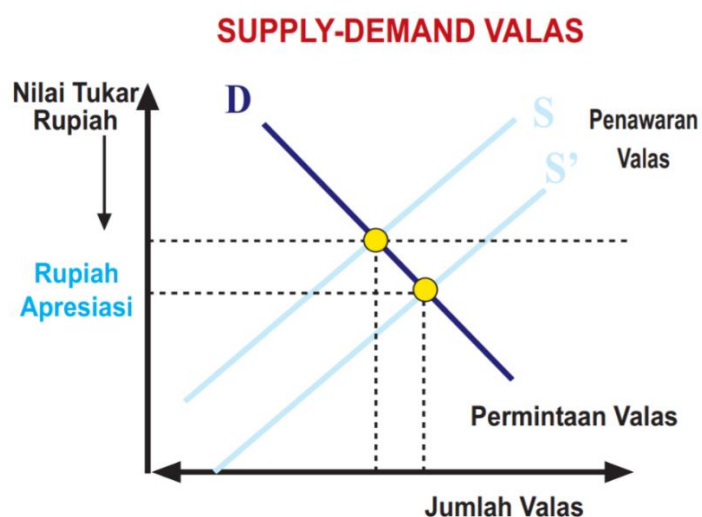 SUPPLY-DEMAND VALAS
Nilai Tukar
Rupiah
D
S
S’
Penawaran
Valas
Rupiah
Apresiasi
Permintaan Valas
Jumlah Valas